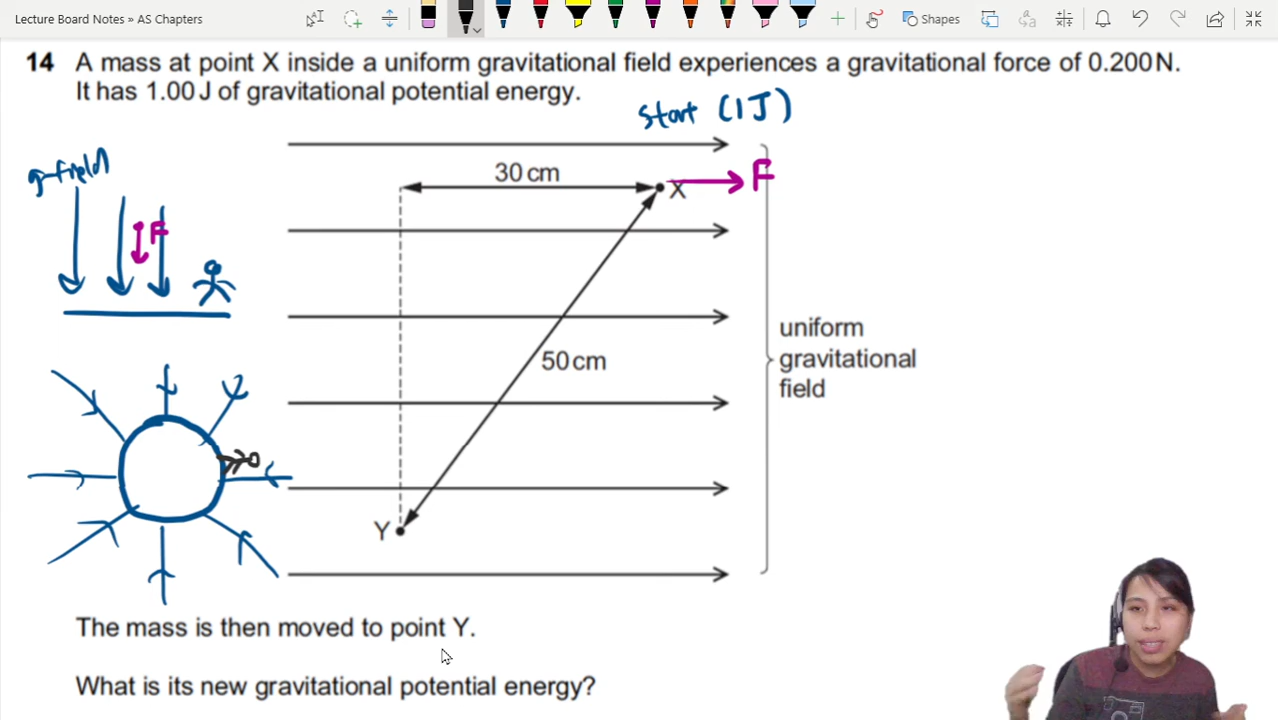 Lecture Board Notes » AS Chapters
Shapes
14 A mass at point X inside a uniform gravitational field experiences a gravitational force of 0.200 N.
It has 1.00 J of gravitational potential energy.
Start (1J)
g-field
30 cm
X
F
F
50 cm
uniform
gravitational
field
Y
The mass is then moved to point Y.
What is its new gravitational potential energy?